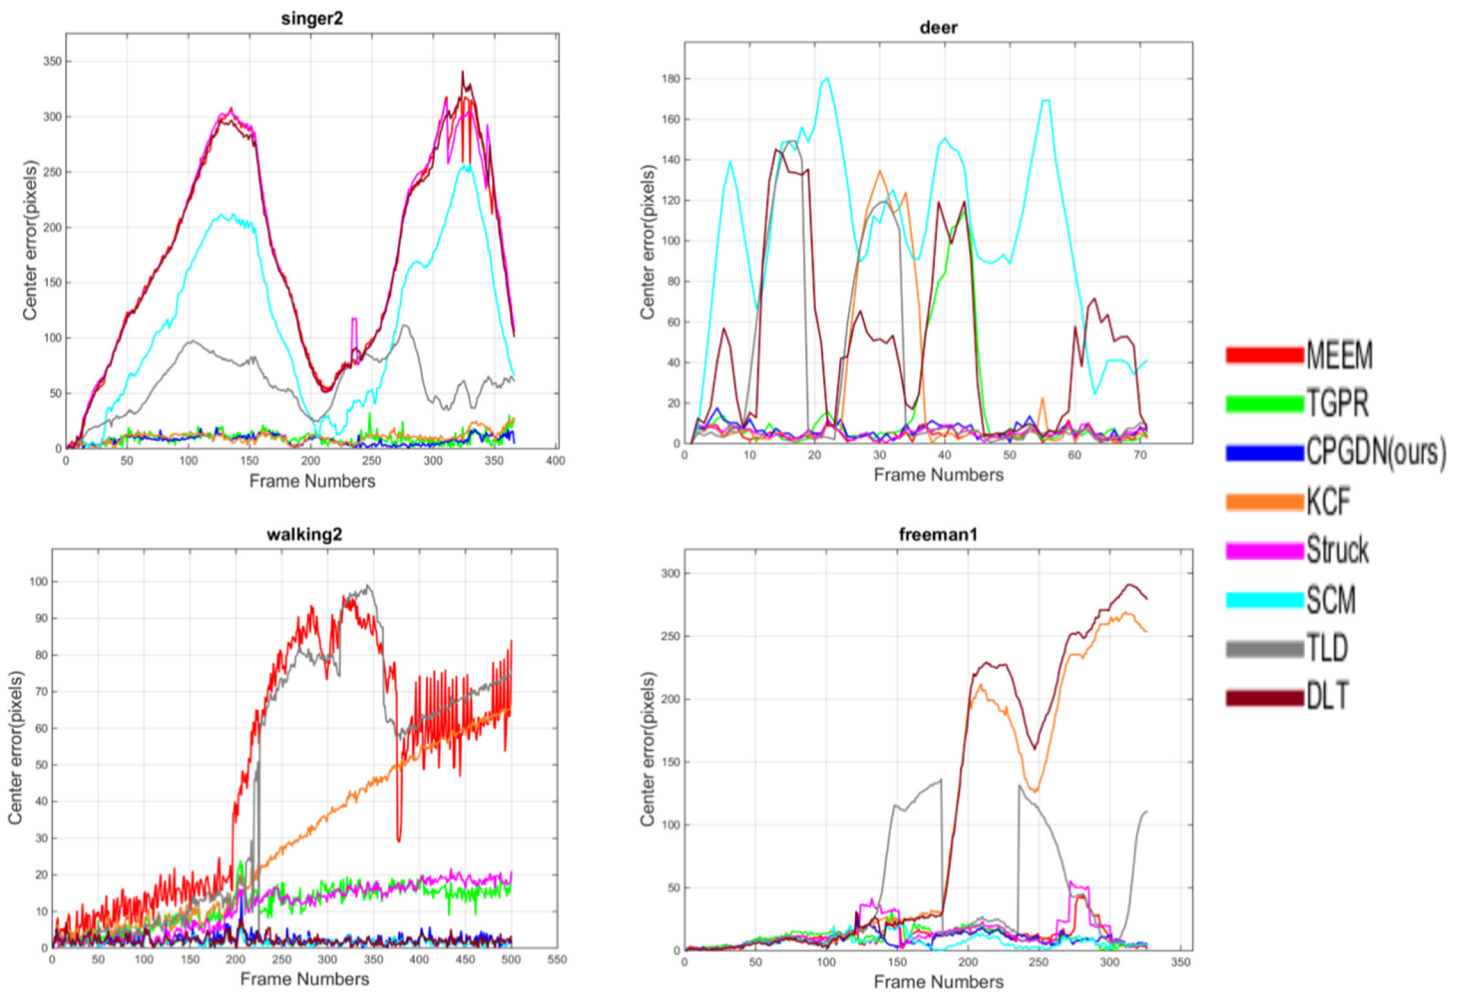 singer2
350
300
250
200
150
100
50
0
Center error(pixels)
0 50 100 150 200 250 300 350 400
Frame Numbers
deer
180
160
140
120
100
80
60
40
20
0
Center error(pixels)
0 10 20 30 40 50 60 70
Frame Numbers
walking2
100
90
80
70
60
50
40
30
20
10
0
Center error(pixels)
0 50 100 150 200 250 300 350 400 450 500 550
Frame Numbers
freeman1
300
250
200
150
100
50
0
Center error(pixels)
0 50 100 150 200 250 300 350
Frame Numbers
MEEM
TGPR
CPGDN(ours)
KCF
Struck
SCM
TLD
DLT